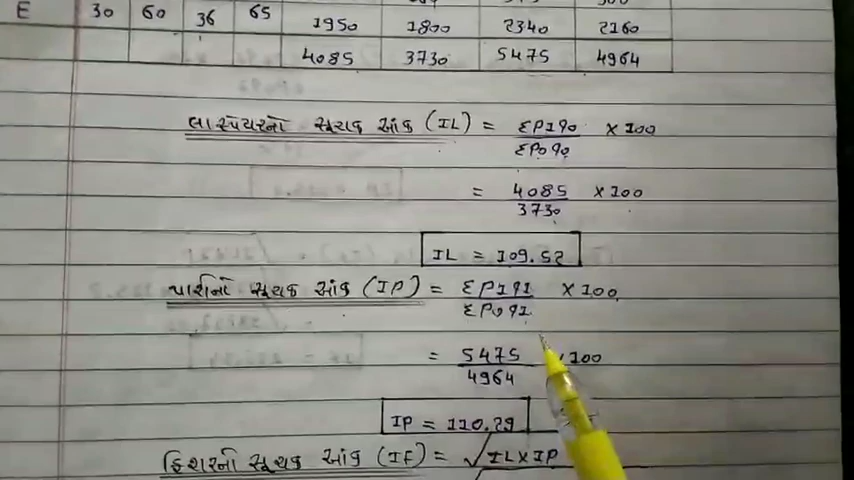 E 30 60 36 65 1950 1800 2340 2160
4085 3730 5475 4964
લાસ્પેયરનો સૂચક આંક (IL) = ΣP1q0 / ΣP0q0 × 100
= 4085 / 3730 × 100
IL = 109.52
પાશેનો સૂચક આંક (IP) = ΣP1q1 / ΣP0q1 × 100
= 5475 / 4964 × 100
IP = 110.29
ફિશરનો સૂચક આંક (IF) = √IL×IP